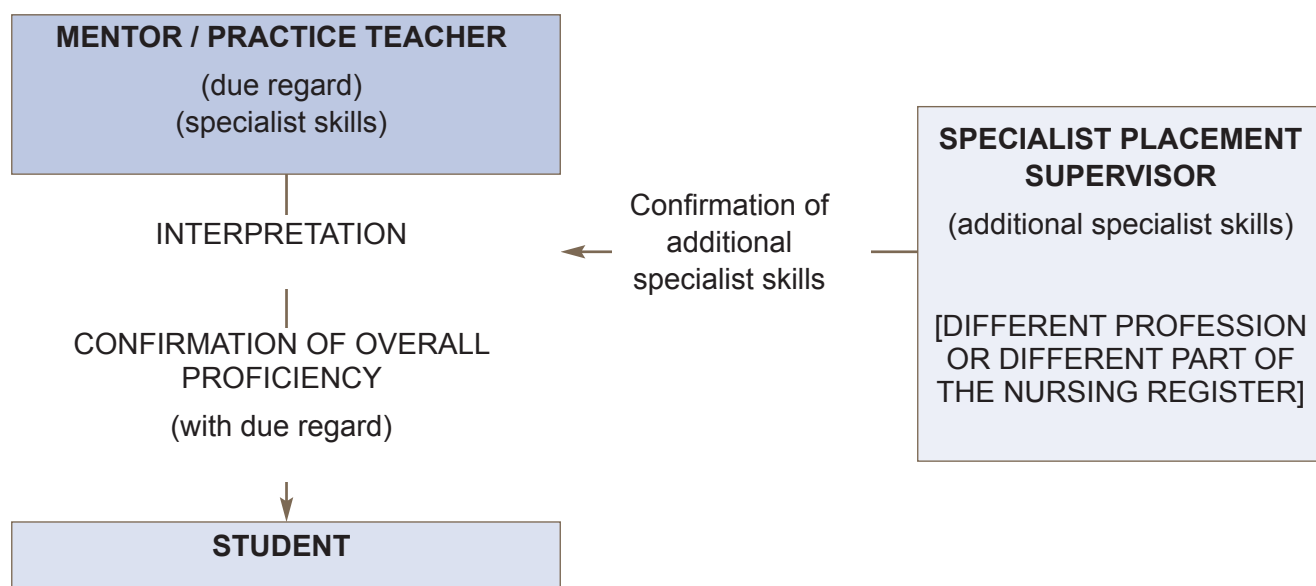 MENTOR / PRACTICE TEACHER
(due regard)
(specialist skills)
INTERPRETATION
CONFIRMATION OF OVERALL
PROFICIENCY
(with due regard)
STUDENT
Confirmation of
additional
specialist skills
SPECIALIST PLACEMENT
SUPERVISOR
(additional specialist skills)
[DIFFERENT PROFESSION
OR DIFFERENT PART OF
THE NURSING REGISTER]